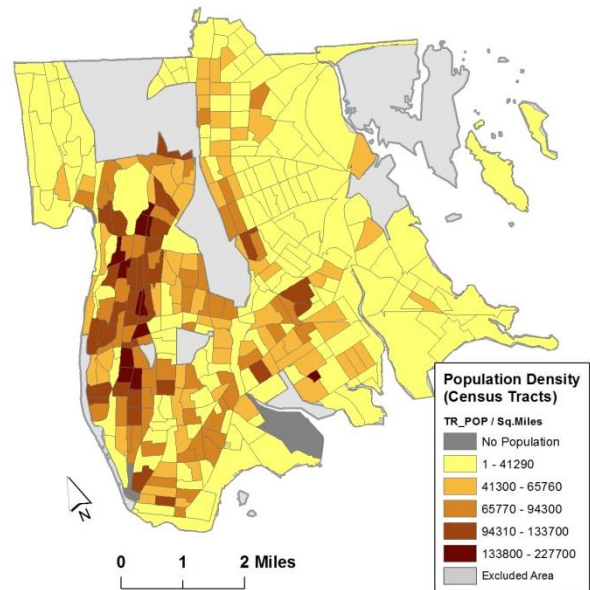 Population Density
(Census Tracts)
TR_POP / Sq.Miles
No Population
1 - 41290
41300 - 65760
65770 - 94300
94310 - 133700
133800 - 227700
Excluded Area
N
0 1 2 Miles